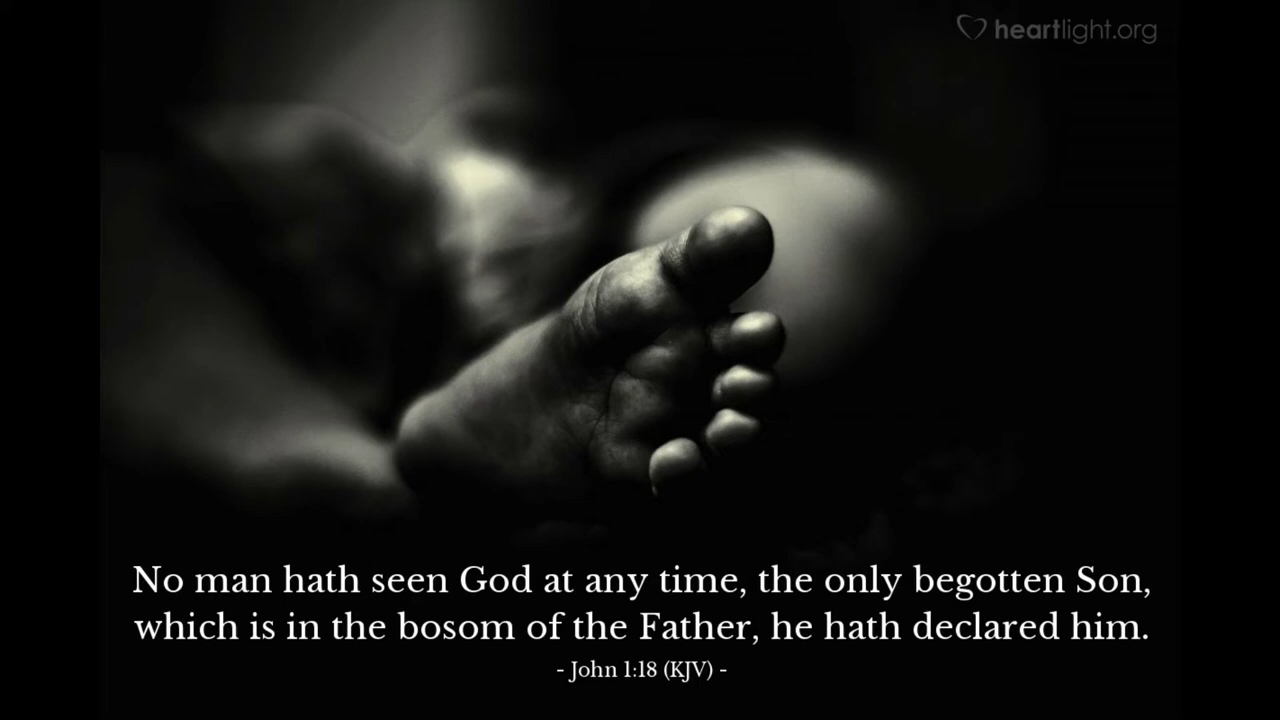 heartlight.org
No man hath seen God at any time, the only begotten Son,
which is in the bosom of the Father, he hath declared him.
- John 1:18 (KJV) -